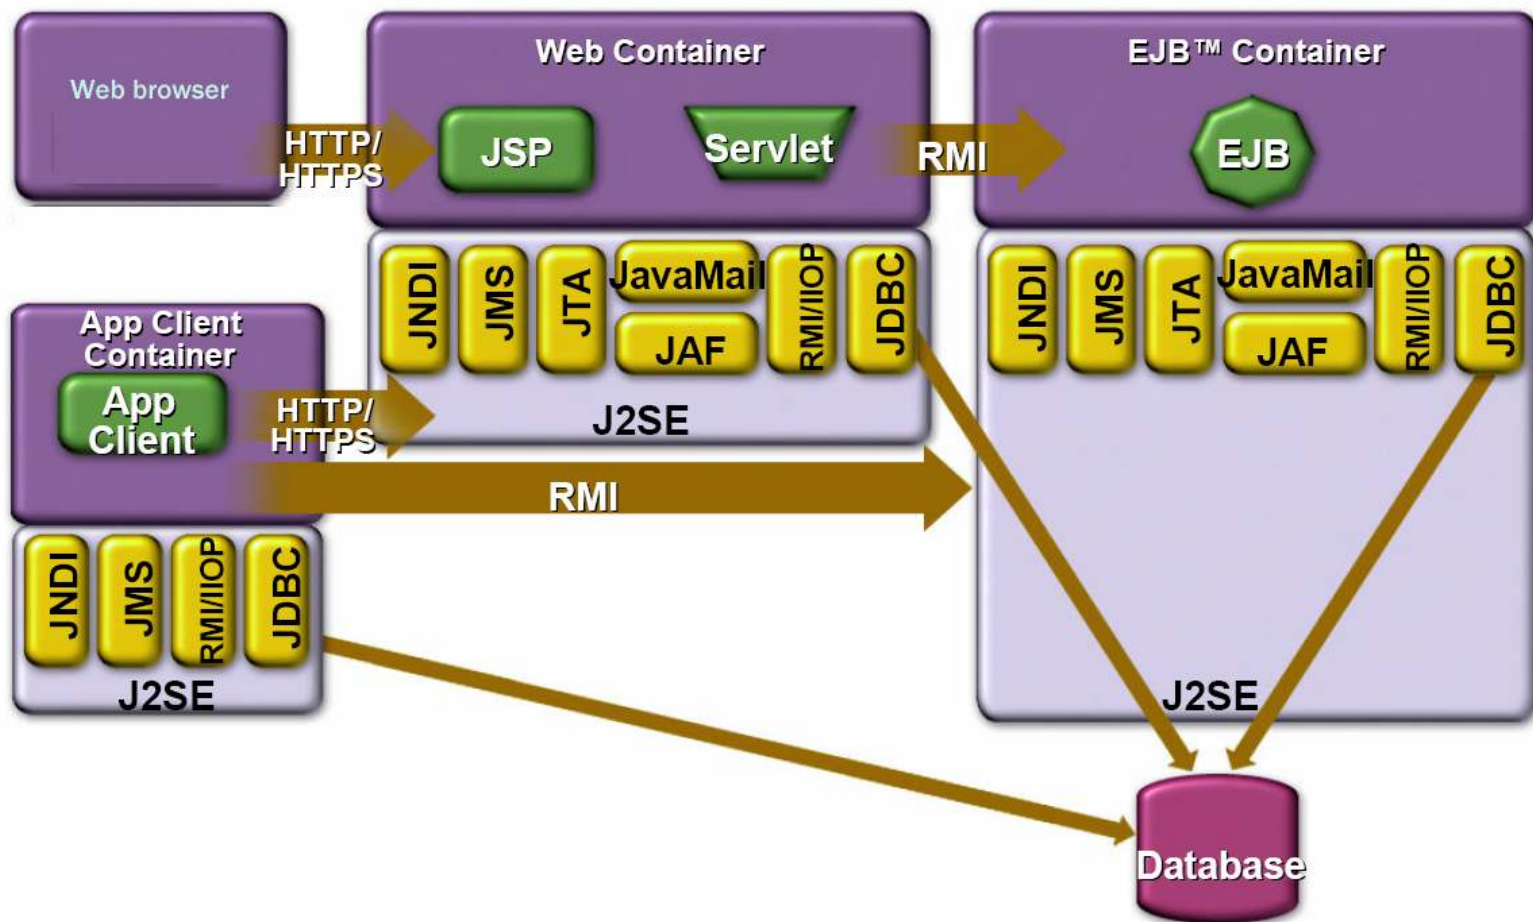 Web browser
HTTP/
HTTPS
Web Container
JSP
Servlet
RMI
EJB™ Container
EJB
JNDI
JMS
JTA
JavaMail
JAF
RMI/IIOP
JDBC
J2SE
JNDI
JMS
JTA
JavaMail
JAF
RMI/IIOP
JDBC
J2SE
App Client
Container
App
Client
HTTP/
HTTPS
RMI
JNDI
JMS
RMI/IIOP
JDBC
J2SE
Database